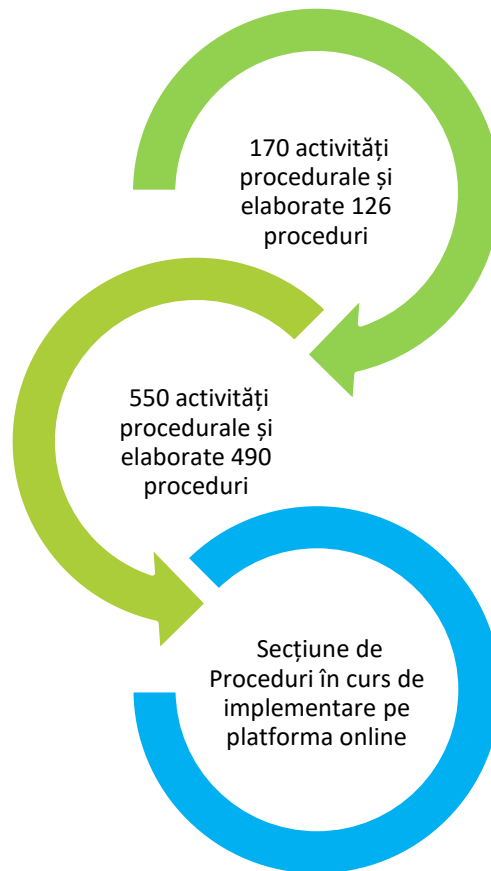 170 activități
procedurale și
elaborate 126
proceduri
550 activități
procedurale și
elaborate 490
proceduri
Secțiune de
Proceduri în curs de
implementare pe
platforma online